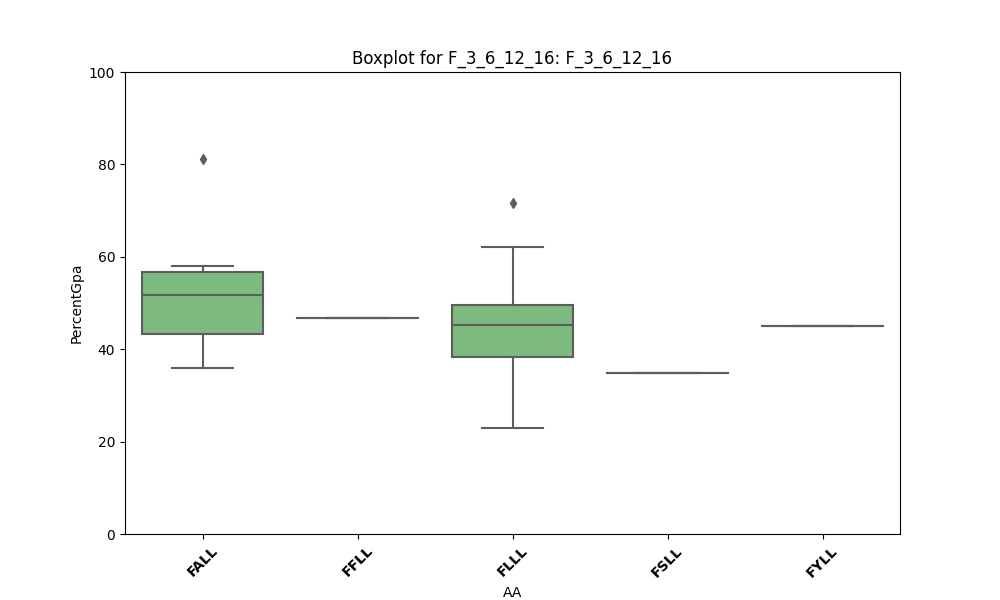 Boxplot for F_3_6_12_16: F_3_6_12_16
100
80
60
40
20
0
PercentGpa
FALL
FFLL
FLLL
FSLL
FYLL
AA